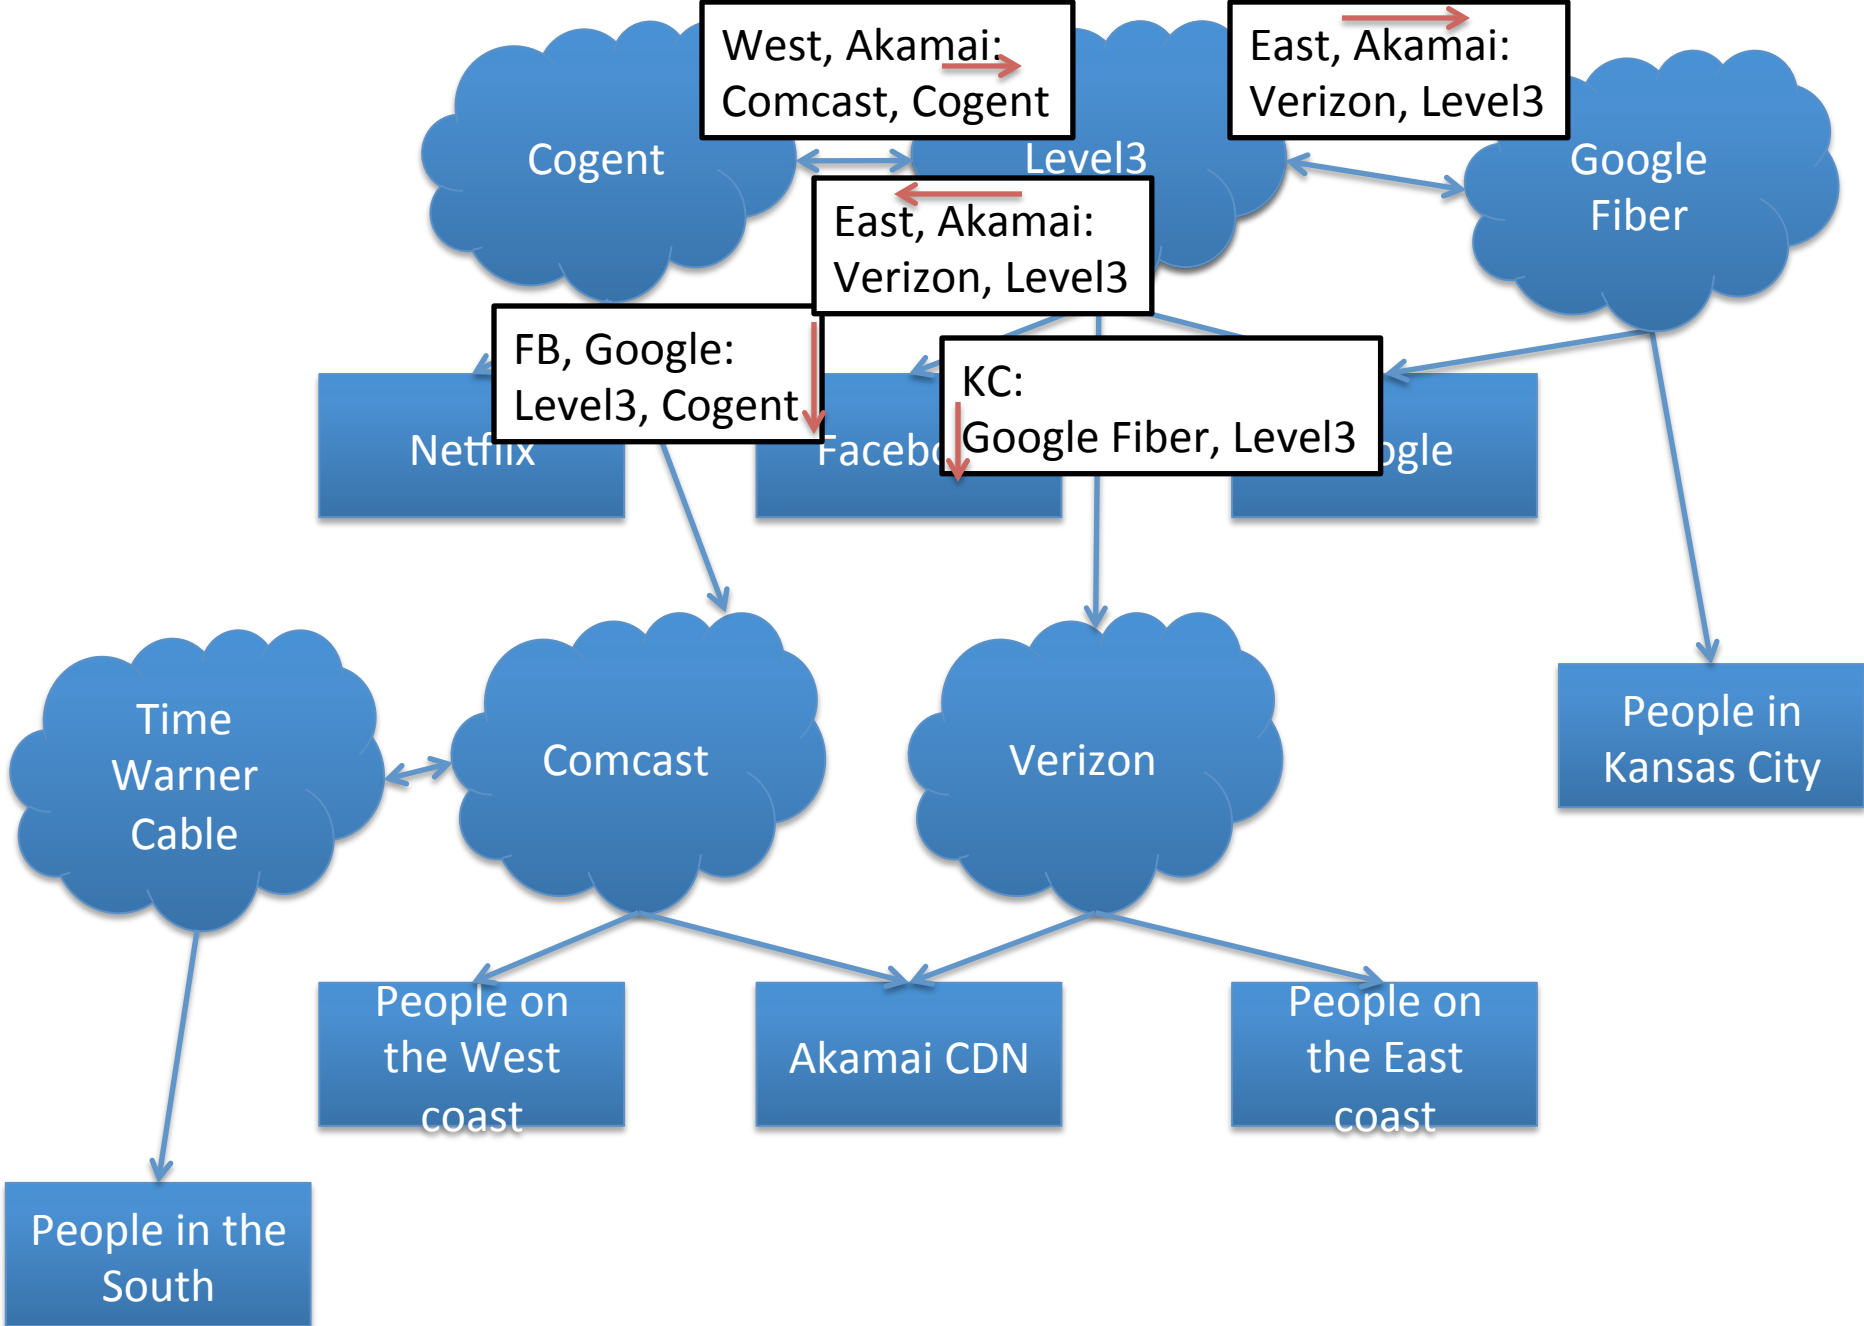 West, Akamai:
Comcast, Cogent
East, Akamai:
Verizon, Level3
Cogent
Level3
Google
Fiber
East, Akamai:
Verizon, Level3
FB, Google:
Level3, Cogent
KC:
Google Fiber, Level3
Netflix
Facebo
ogle
Time
Warner
Cable
Comcast
Verizon
People in
Kansas City
People on
the West
coast
Akamai CDN
People on
the East
coast
People in the
South